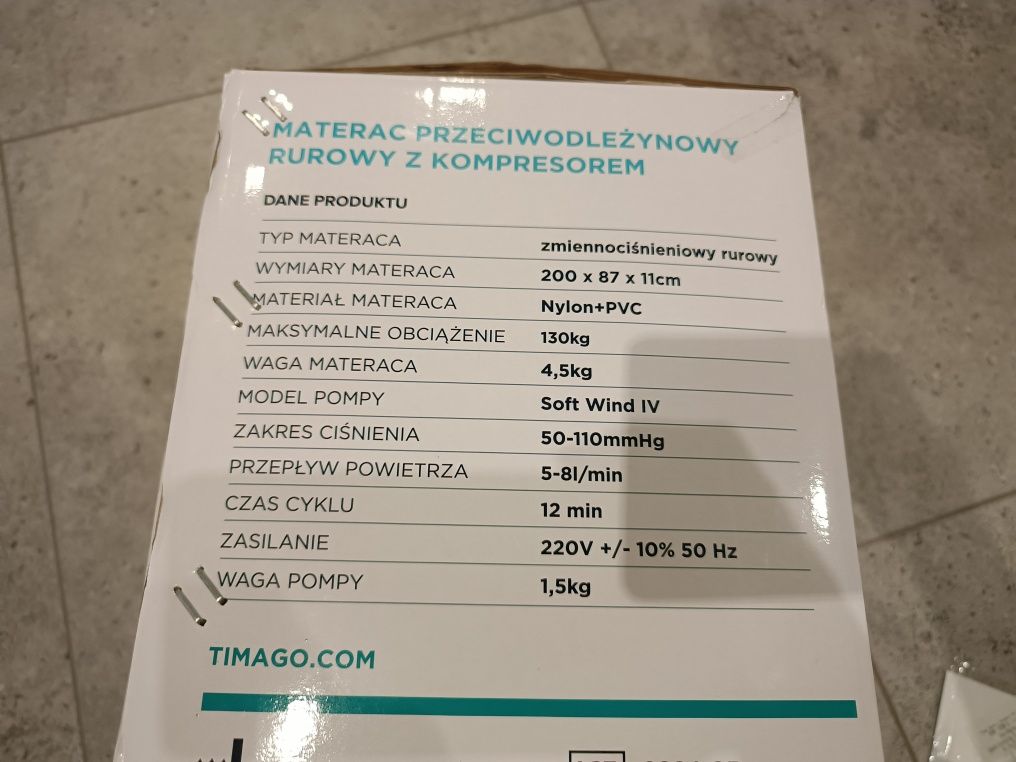 MATERAC PRZECIWODLEŻYNOWY
RUROWY Z KOMPRESOREM
DANE PRODUKTU
TYP MATERACA zmiennociśnieniowy rurowy
WYMIARY MATERACA 200 x 87 x 11cm
MATERIAŁ MATERACA Nylon+PVC
MAKSYMALNE OBCIĄŻENIE 130kg
WAGA MATERACA 4,5kg
MODEL POMPY Soft Wind IV
ZAKRES CIŚNIENIA 50-110mmHg
PRZEPŁYW POWIETRZA 5-8l/min
CZAS CYKLU 12 min
ZASILANIE 220V +/- 10% 50 Hz
WAGA POMPY 1,5kg
TIMAGO.COM